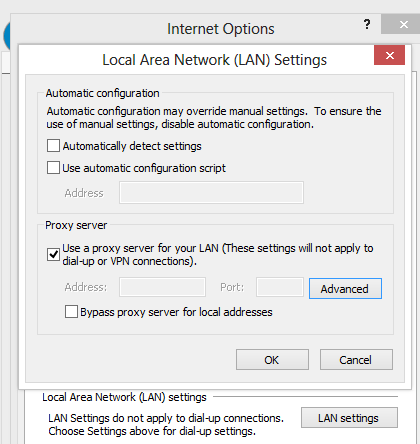 Internet Options
?
Local Area Network (LAN) Settings
Automatic configuration
Automatic configuration may override manual settings. To ensure the
use of manual settings, disable automatic configuration.
Automatically detect settings
Use automatic configuration script
Address
Proxy server
Use a proxy server for your LAN (These settings will not apply to
dial-up or VPN connections).
Address:
Port:
Advanced
Bypass proxy server for local addresses
OK
Cancel
Local Area Network (LAN) settings
LAN Settings do not apply to dial-up connections.
Choose Settings above for dial-up settings.
LAN settings